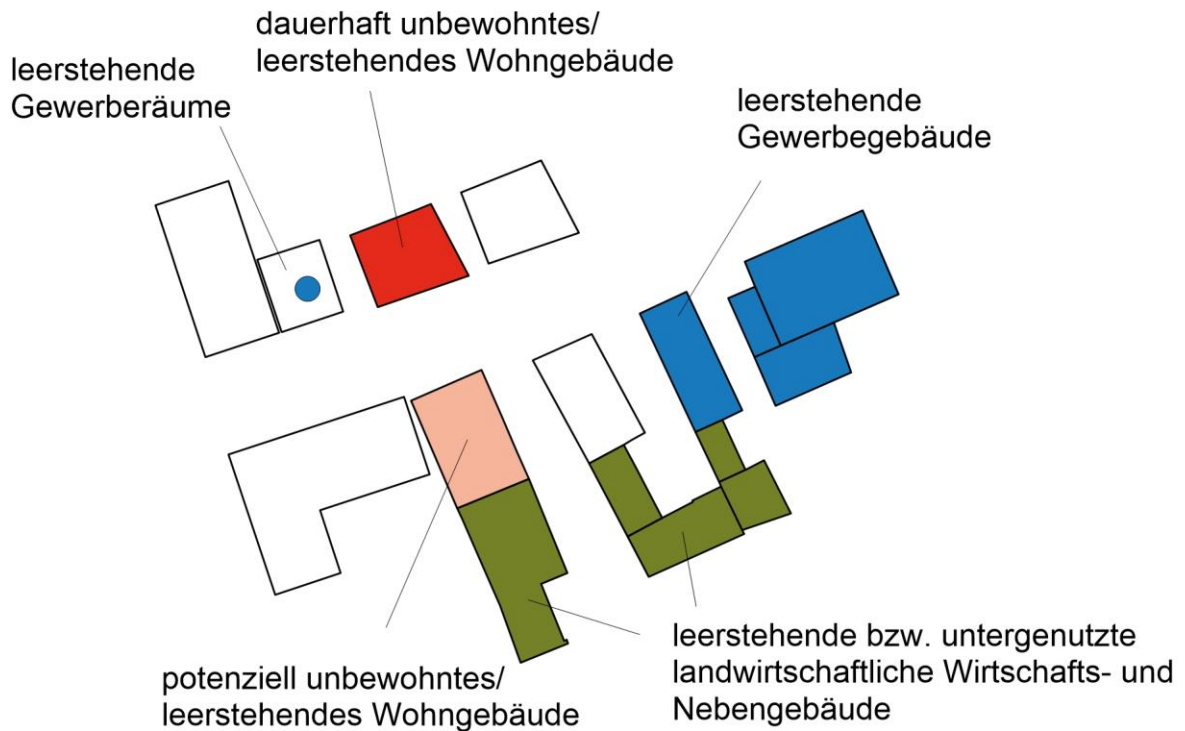 dauerhaft unbewohntes/
leerstehendes Wohngebäude
leerstehende
Gewerberäume
leerstehende
Gewerbegebäude
potenziell unbewohntes/
leerstehendes Wohngebäude
leerstehende bzw. untergenutzte
landwirtschaftliche Wirtschafts- und
Nebengebäude